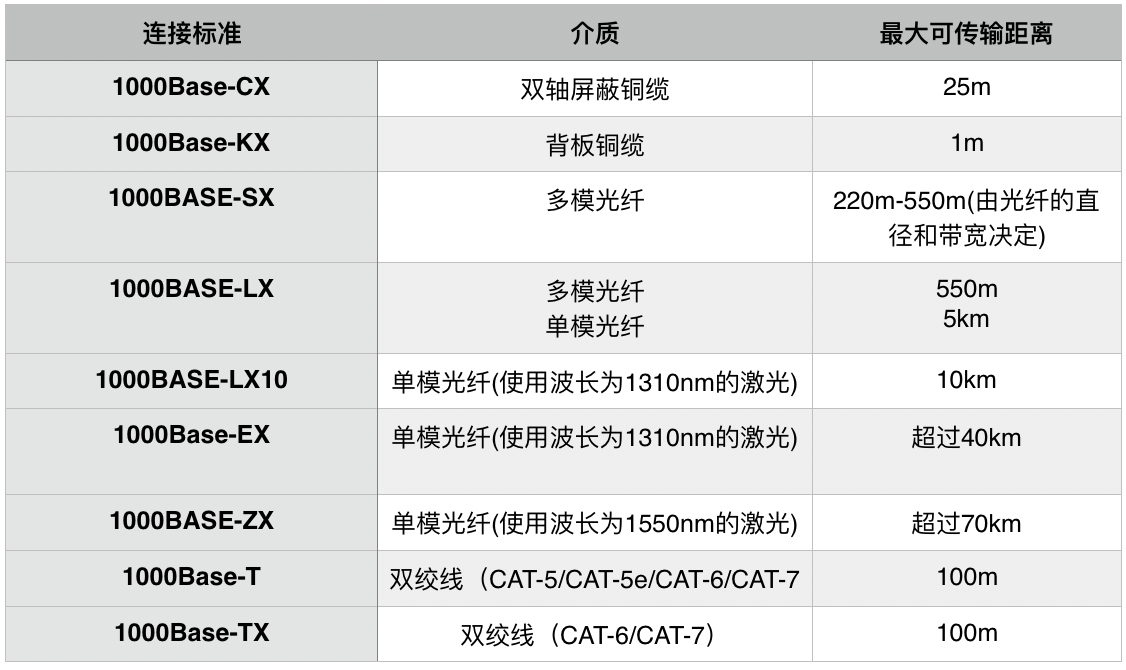 连接标准 介质 最大可传输距离
1000Base-CX 双轴屏蔽铜缆 25m
1000Base-KX 背板铜缆 1m
1000BASE-SX 多模光纤 220m-550m(由光纤的直
径和带宽决定)
1000BASE-LX 多模光纤 550m
单模光纤 5km
1000BASE-LX10 单模光纤(使用波长为1310nm的激光) 10km
1000Base-EX 单模光纤(使用波长为1310nm的激光) 超过40km
1000BASE-ZX 单模光纤(使用波长为1550nm的激光) 超过70km
1000Base-T 双绞线（CAT-5/CAT-5e/CAT-6/CAT-7 100m
1000Base-TX 双绞线（CAT-6/CAT-7） 100m